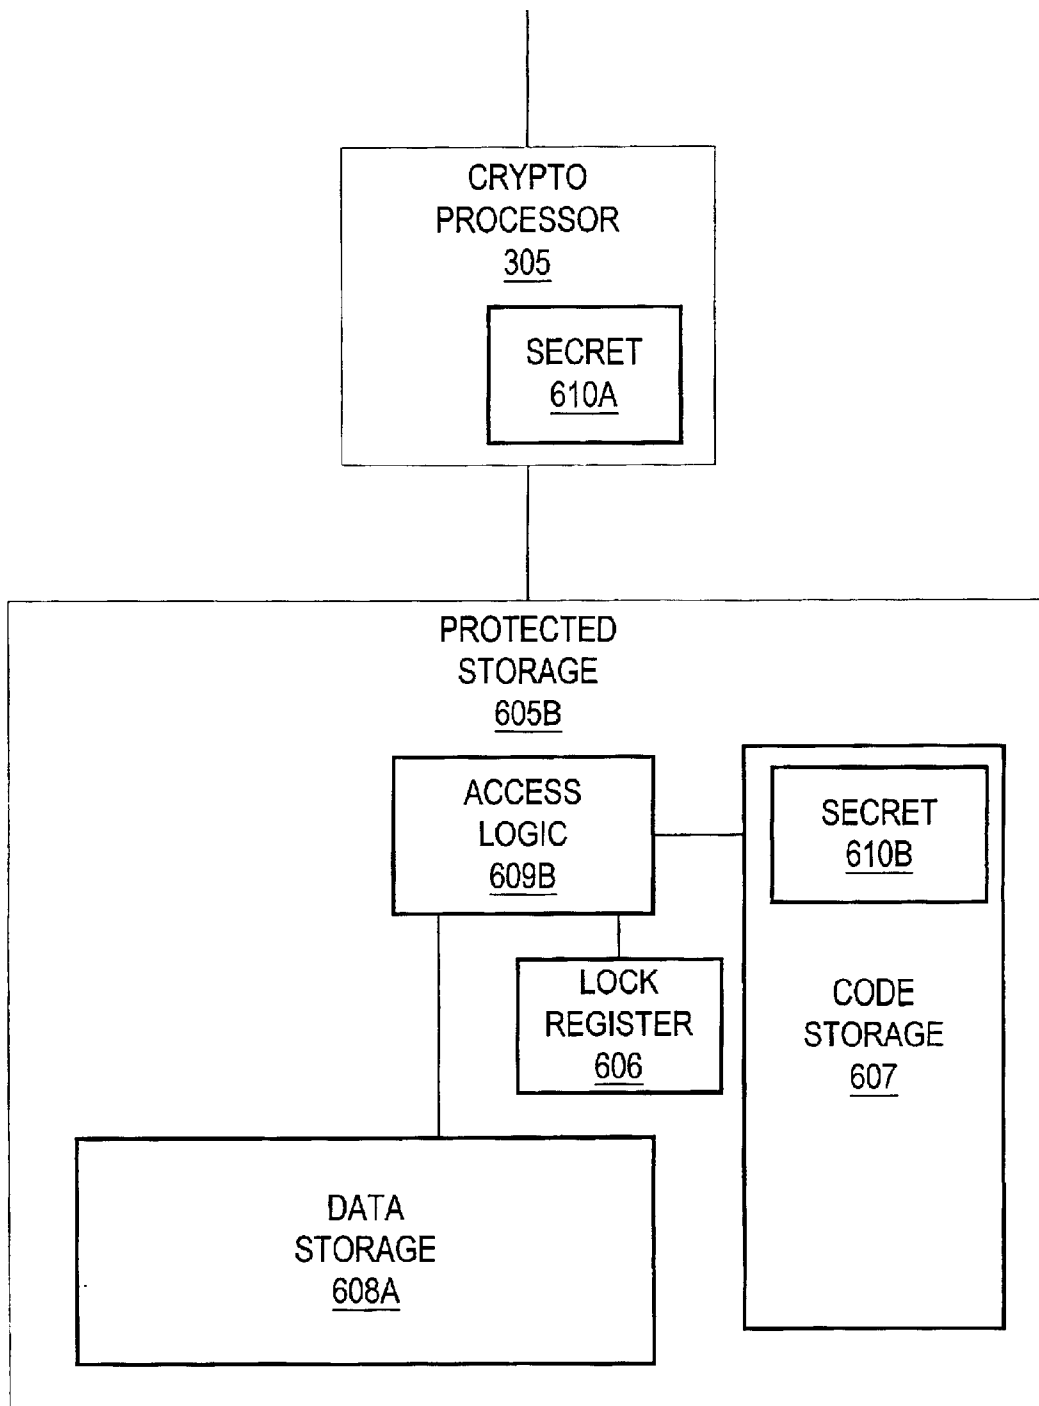 CRYPTO
PROCESSOR
305
SECRET
610A
PROTECTED
STORAGE
605B
ACCESS
LOGIC
609B
SECRET
610B
LOCK
REGISTER
606
CODE
STORAGE
607
DATA
STORAGE
608A